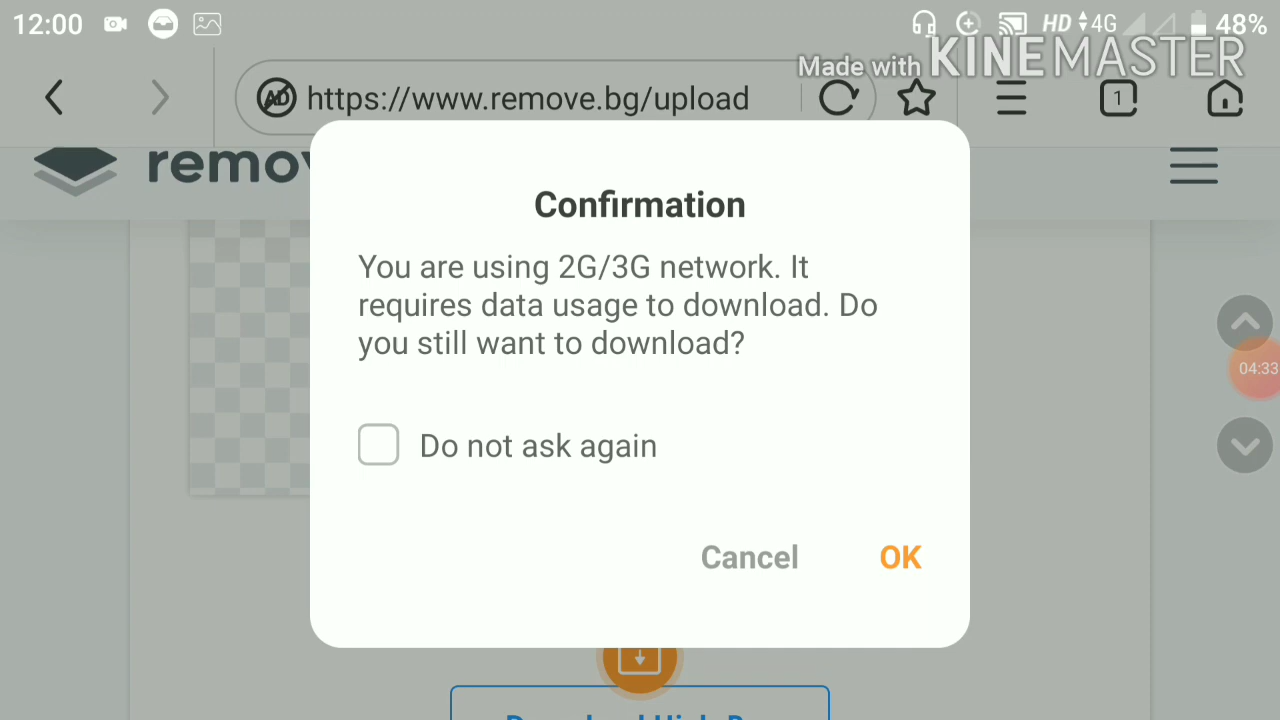 12:00 HD 4G 48%
Made with KINEMASTER
AD https://www.remove.bg/upload 1
Confirmation
You are using 2G/3G network. It
requires data usage to download. Do
you still want to download?
04:33
Do not ask again
Cancel OK